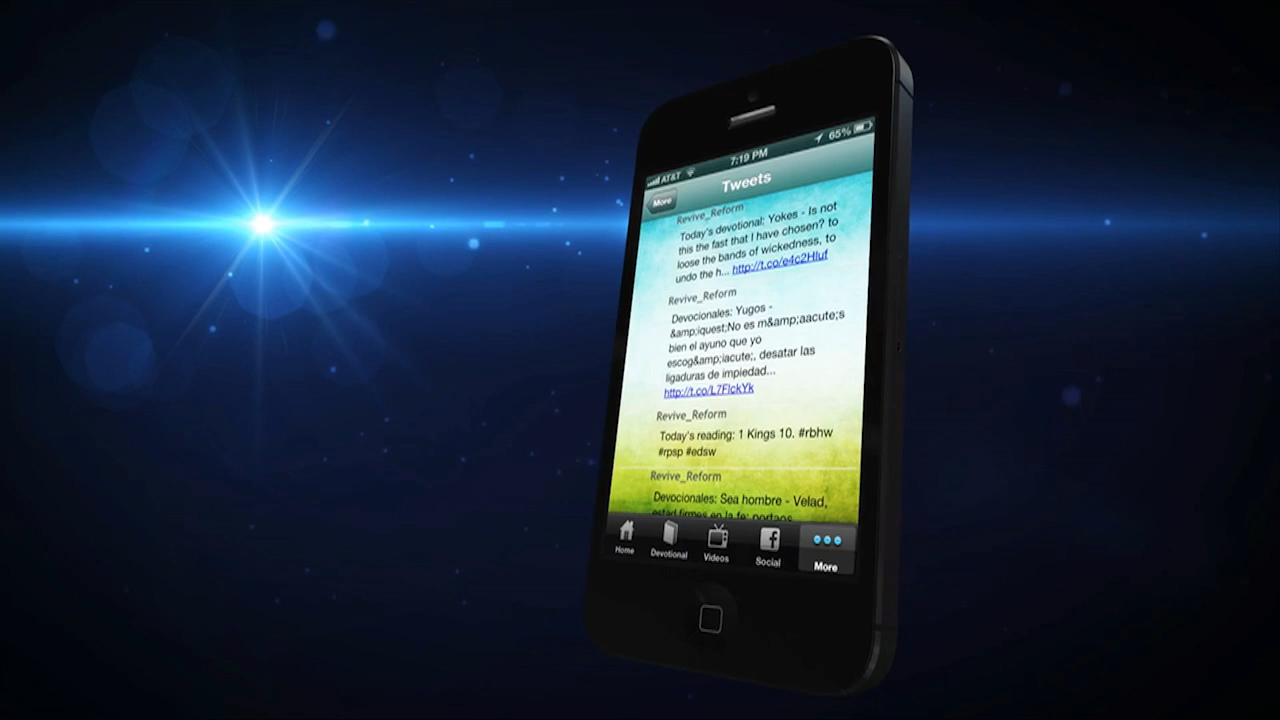 AT&T 7:19 PM 65%
More Tweets
Revive_Reform
Today's devotional: Yokes - Is not
this the fast that I have chosen? to
loose the bands of wickedness, to
undo the h... http://t.co/e4c2HIuf
Revive_Reform
Devocionales: Yugos -
&amp;iquest;No es m&amp;aacute;s
bien el ayuno que yo
escog&amp;iacute;, desatar las
ligaduras de impiedad...
http://t.co/L7FlckYk
Revive_Reform
Today's reading: 1 Kings 10. #rbhw
#rpsp #edsw
Revive_Reform
Devocionales: Sea hombre - Velad,
estad firmes en la fe; portaos
Home Devotional Videos Social More